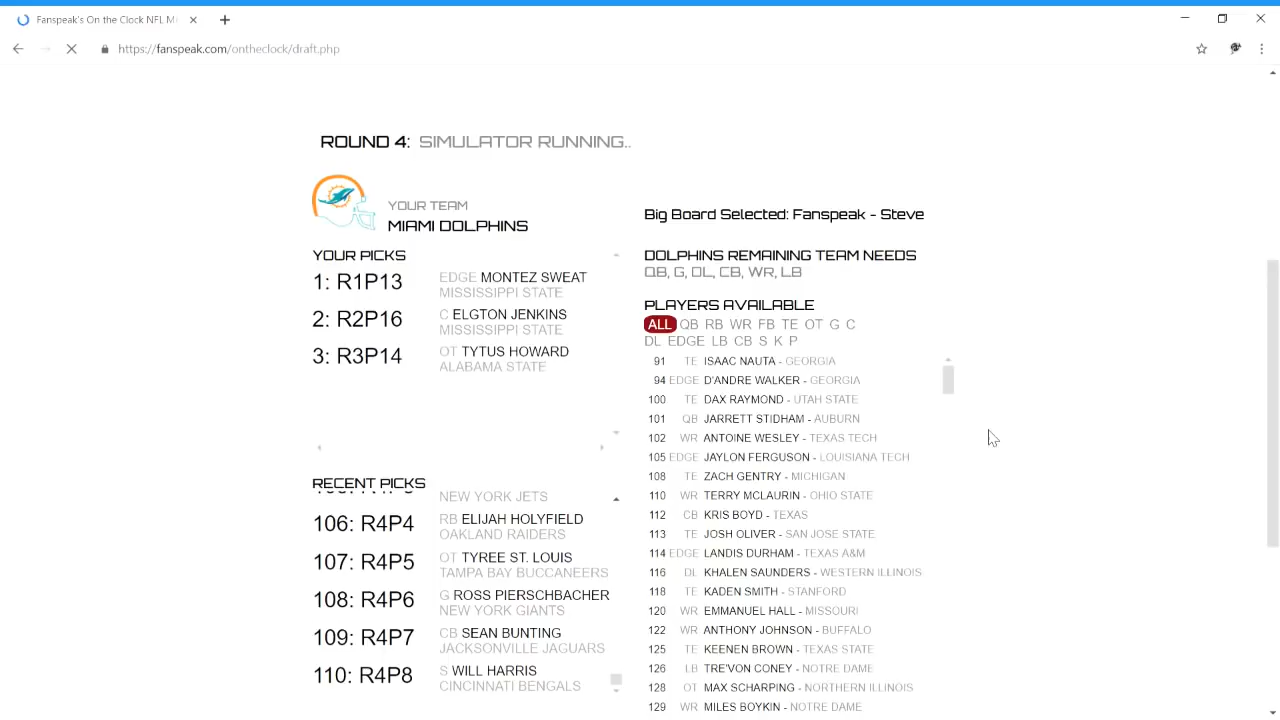 Fanspeak's On the Clock NFL M
https://fanspeak.com/ontheclock/draft.php
ROUND 4: SIMULATOR RUNNING..
YOUR TEAM
MIAMI DOLPHINS
YOUR PICKS
1: R1P13 EDGE MONTEZ SWEAT
MISSISSIPPI STATE
2: R2P16 C ELGTON JENKINS
MISSISSIPPI STATE
3: R3P14 OT TYTUS HOWARD
ALABAMA STATE
RECENT PICKS
NEW YORK JETS
106: R4P4 RB ELIJAH HOLYFIELD
OAKLAND RAIDERS
107: R4P5 OT TYREE ST. LOUIS
TAMPA BAY BUCCANEERS
108: R4P6 G ROSS PIERSCHBACHER
NEW YORK GIANTS
109: R4P7 CB SEAN BUNTING
JACKSONVILLE JAGUARS
110: R4P8 S WILL HARRIS
CINCINNATI BENGALS
Big Board Selected: Fanspeak - Steve
DOLPHINS REMAINING TEAM NEEDS
QB, G, DL, CB, WR, LB
PLAYERS AVAILABLE
ALL QB RB WR FB TE OT G C
DL EDGE LB CB S K P
91 TE ISAAC NAUTA - GEORGIA
94 EDGE D'ANDRE WALKER - GEORGIA
100 TE DAX RAYMOND - UTAH STATE
101 QB JARRETT STIDHAM - AUBURN
102 WR ANTOINE WESLEY - TEXAS TECH
105 EDGE JAYLON FERGUSON - LOUISIANA TECH
108 TE ZACH GENTRY - MICHIGAN
110 WR TERRY MCLAURIN - OHIO STATE
112 CB KRIS BOYD - TEXAS
113 TE JOSH OLIVER - SAN JOSE STATE
114 EDGE LANDIS DURHAM - TEXAS A&M
116 DL KHALEN SAUNDERS - WESTERN ILLINOIS
118 TE KADEN SMITH - STANFORD
120 WR EMMANUEL HALL - MISSOURI
122 WR ANTHONY JOHNSON - BUFFALO
125 TE KEENEN BROWN - TEXAS STATE
126 LB TRE'VON CONEY - NOTRE DAME
128 OT MAX SCHARPING - NORTHERN ILLINOIS
129 WR MILES BOYKIN - NOTRE DAME